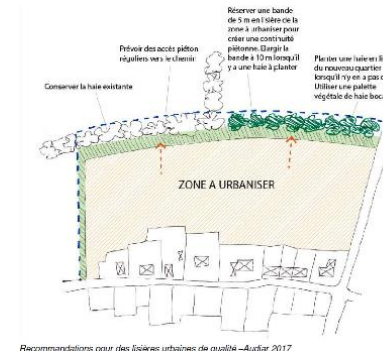 Réserver une bande
de 5 m en lisière de la
zone à urbaniser pour
créer une continuité
piétonne. Elargir la
bande à 10 m lorsqu'il
y a une haie à planter
Prévoir des accès piéton
réguliers vers le chemin
Planter une haie en li
du nouveau quartier
lorsqu'il n'y en a pas d
Utiliser une palette
végétale de haie boca
Conserver la haie existante
ZONE A URBANISER
Recommandations pour des lisières urbaines de qualité –Audiar 2017